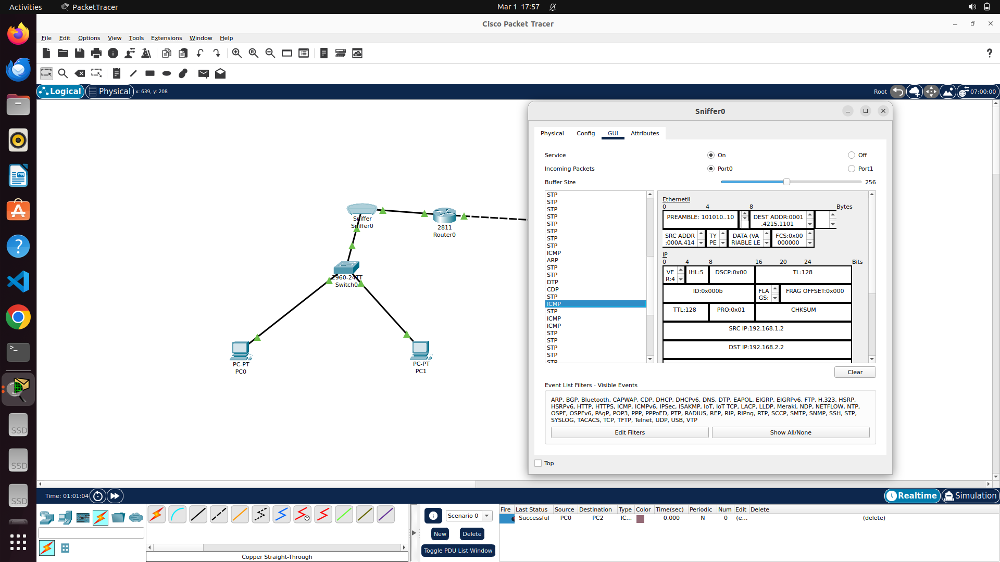 Activities
PacketTracer
Mar 1 17:57
Cisco Packet Tracer
File Edit Options View Tools Extensions Window Help
Logical
Physical
x: 639, y: 208
Root
07:00:00
Sniffer
Sniffer0
2811
Router0
2960-24TT
Switch0
PC-PT
PC0
PC-PT
PC1
Sniffer0
Physical Config GUI Attributes
Service On Off
Incoming Packets Port0 Port1
Buffer Size 256
STP
STP
STP
STP
STP
STP
STP
STP
ICMP
ARP
STP
STP
DTP
CDP
STP
ICMP
STP
ICMP
ICMP
STP
STP
STP
STP
STP
EthernetII
0 4 8 Bytes
PREAMBLE: 101010..10
DEST ADDR:0001
.4215.1101
SRC ADDR
:000A.414
TY
PE
DATA (VA
RIABLE LE
FCS:0x00
000000
IP
0 4 8 16 20 24 Bits
VE
R:4
IHL:5
DSCP:0x00
TL:128
ID:0x000b
FLA
GS:
FRAG OFFSET:0x000
TTL:128
PRO:0x01
CHKSUM
SRC IP:192.168.1.2
DST IP:192.168.2.2
Clear
Event List Filters - Visible Events
ARP, BGP, Bluetooth, CAPWAP, CDP, DHCP, DHCPv6, DNS, DTP, EAPOL, EIGRP, EIGRPv6, FTP, H.323, HSRP,
HSRPv6, HTTP, HTTPS, ICMP, ICMPv6, IPSec, ISAKMP, IoT, IoT TCP, LACP, LLDP, Meraki, NDP, NETFLOW, NTP,
OSPF, OSPFv6, PAgP, POP3, PPP, PPPoED, PTP, RADIUS, REP, RIP, RIPng, RTP, SCCP, SMTP, SNMP, SSH, STP,
SYSLOG, TACACS, TCP, TFTP, Telnet, UDP, USB, VTP
Edit Filters
Show All/None
Top
SSD
SSD
SSD
Time: 01:01:04
Realtime
Simulation
Copper Straight-Through
Scenario 0
New
Delete
Toggle PDU List Window
Fire Last Status Source Destination Type Color Time(sec) Periodic Num Edit Delete
Successful PC0 PC2 IC... 0.000 N 0 (e... (delete)